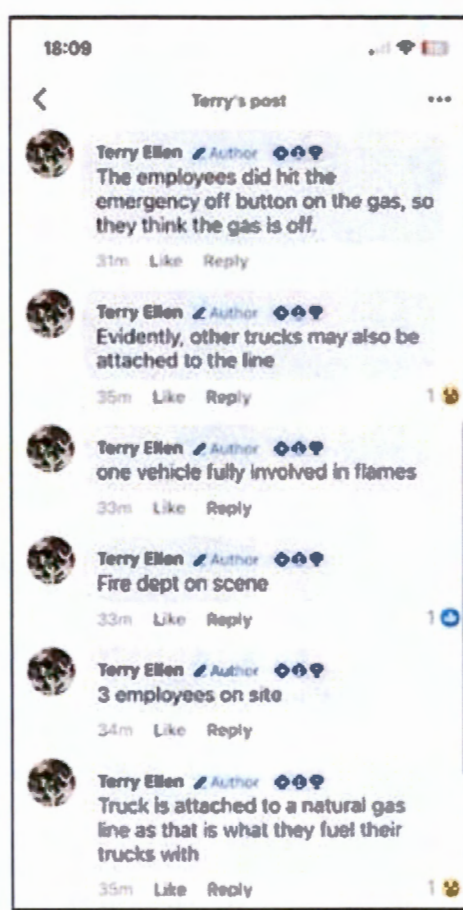 18:09
Terry's post
Terry Ellen Author
The employees did hit the
emergency off button on the gas, so
they think the gas is off.
31m Like Reply
Terry Ellen Author
Evidently, other trucks may also be
attached to the line
35m Like Reply 1
Terry Ellen Author
one vehicle fully involved in flames
33m Like Reply
Terry Ellen Author
Fire dept on scene
33m Like Reply 1
Terry Ellen Author
3 employees on site
34m Like Reply
Terry Ellen Author
Truck is attached to a natural gas
line as that is what they fuel their
trucks with
35m Like Reply 1